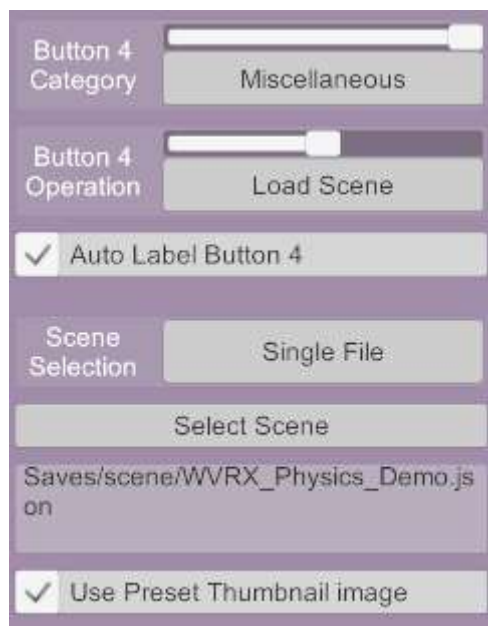 Button 4
Category
Miscellaneous
Button 4
Operation
Load Scene
Auto Label Button 4
Scene
Selection
Single File
Select Scene
Saves/scene/WVRX_Physics_Demo.js
on
Use Preset Thumbnail image